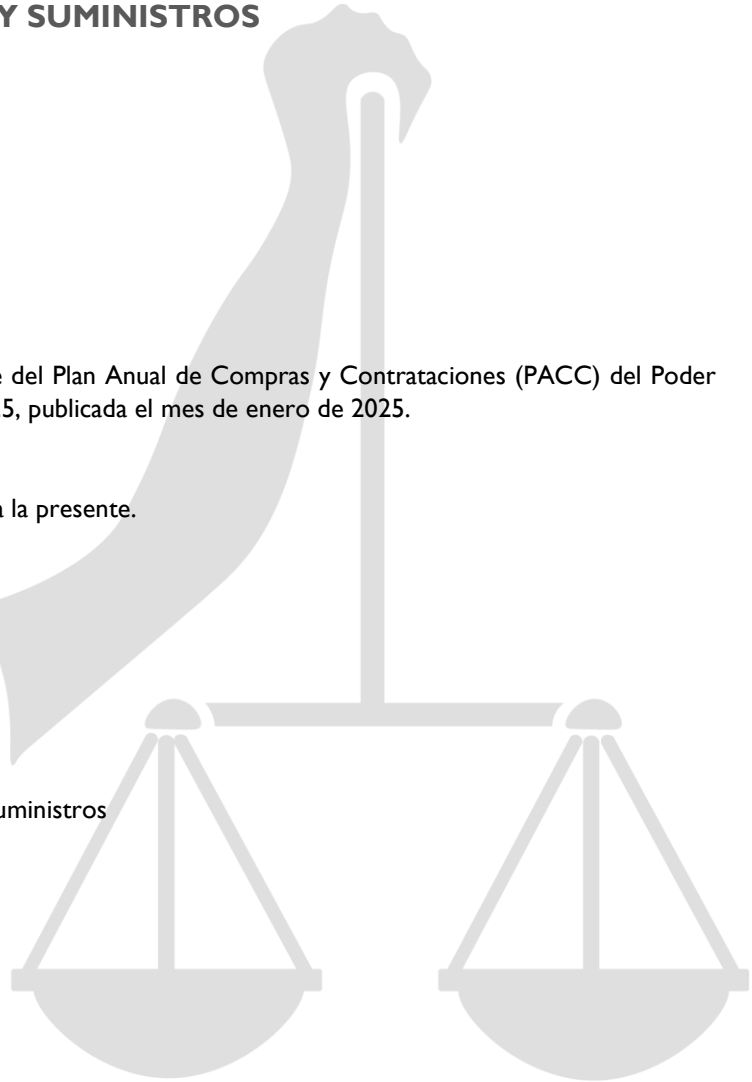 Y SUMINISTROS
e del Plan Anual de Compras y Contrataciones (PACC) del Poder
5, publicada el mes de enero de 2025.
a la presente.
uministros